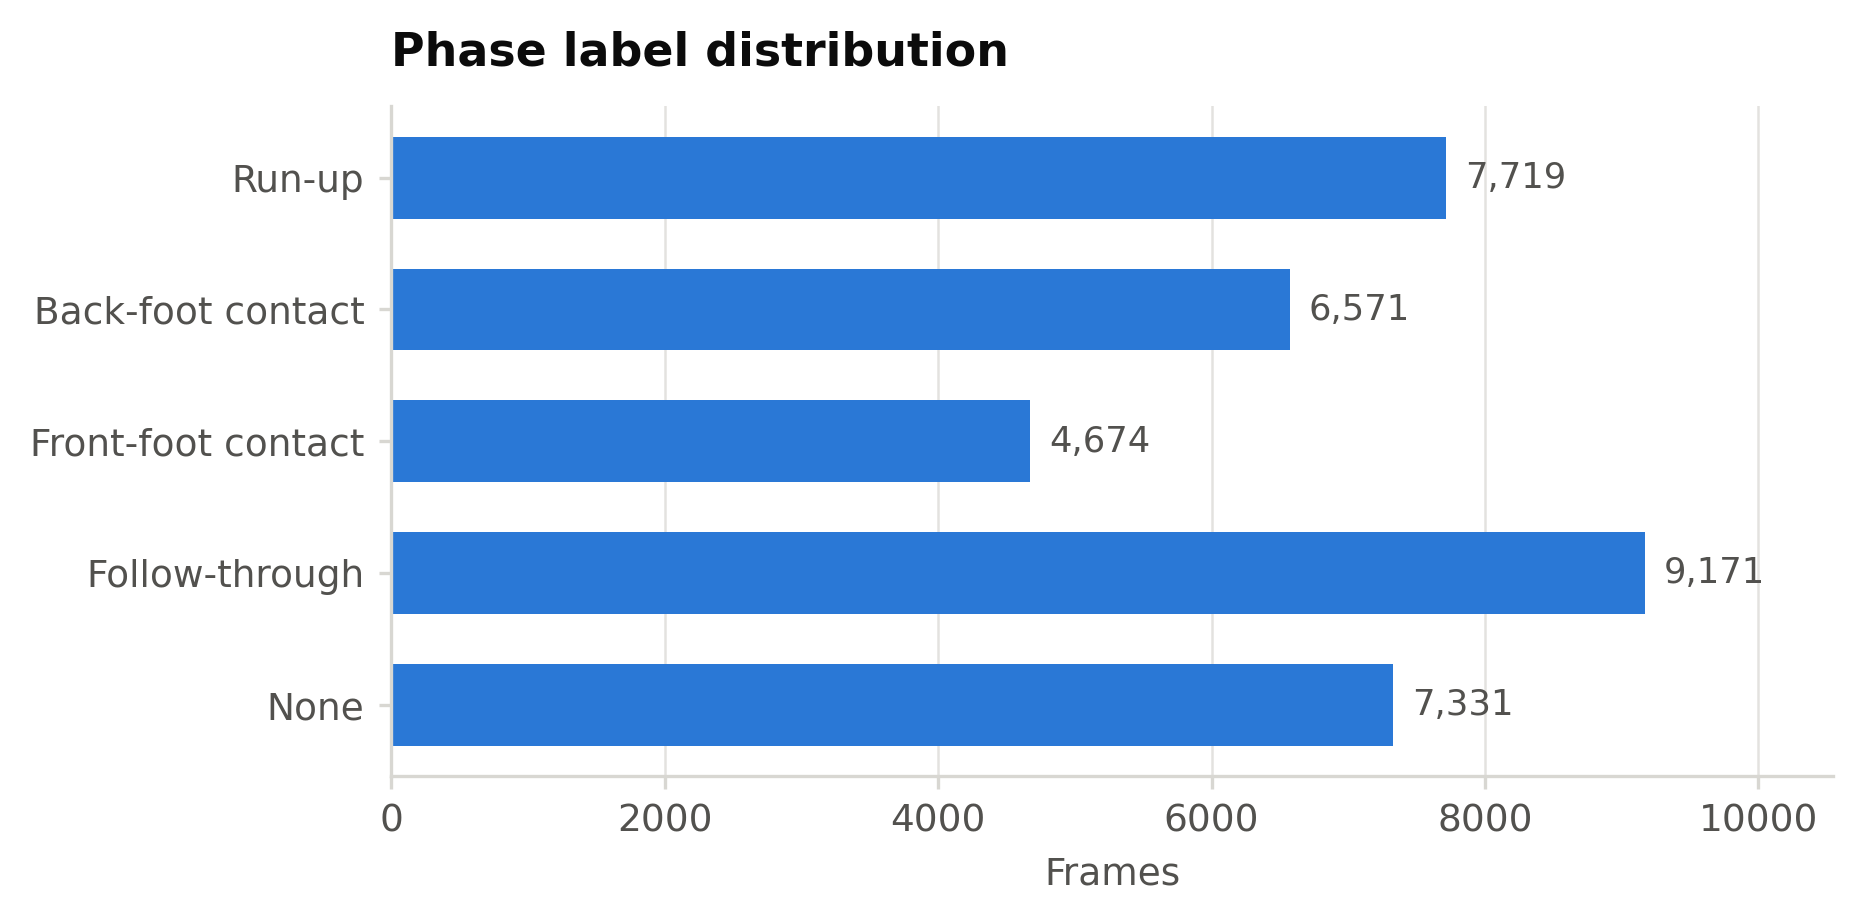 Phase label distribution
Run-up 7,719
Back-foot contact 6,571
Front-foot contact 4,674
Follow-through 9,171
None 7,331
0 2000 4000 6000 8000 10000
Frames